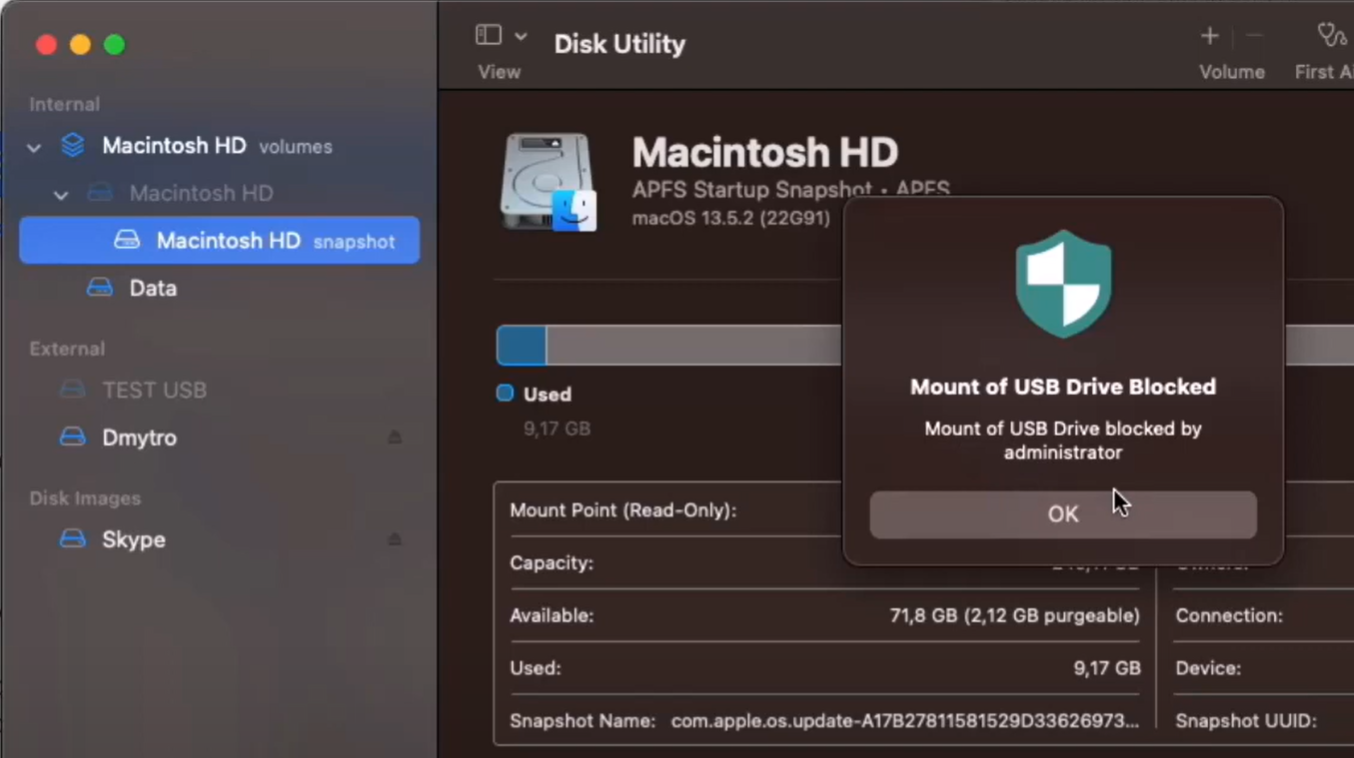 Disk Utility
View
Volume
First Ai
Internal
Macintosh HD volumes
Macintosh HD
Macintosh HD snapshot
Data
External
TEST USB
Dmytro
Disk Images
Skype
Macintosh HD
APFS Startup Snapshot • APFS
macOS 13.5.2 (22G91)
Used
9,17 GB
Mount of USB Drive Blocked
Mount of USB Drive blocked by
administrator
OK
Mount Point (Read-Only):
Capacity:
Available: 71,8 GB (2,12 GB purgeable)
Used: 9,17 GB
Snapshot Name: com.apple.os.update-A17B27811581529D33626973...
Connection:
Device:
Snapshot UUID: